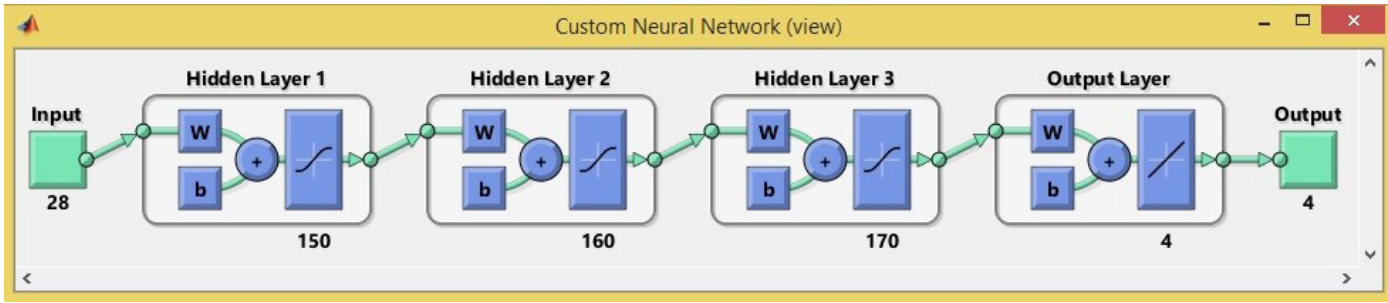 Custom Neural Network (view)
Hidden Layer 1
Hidden Layer 2
Hidden Layer 3
Output Layer
Input
Output
W
W
W
W
+
+
+
+
b
b
b
b
28
4
150
160
170
4